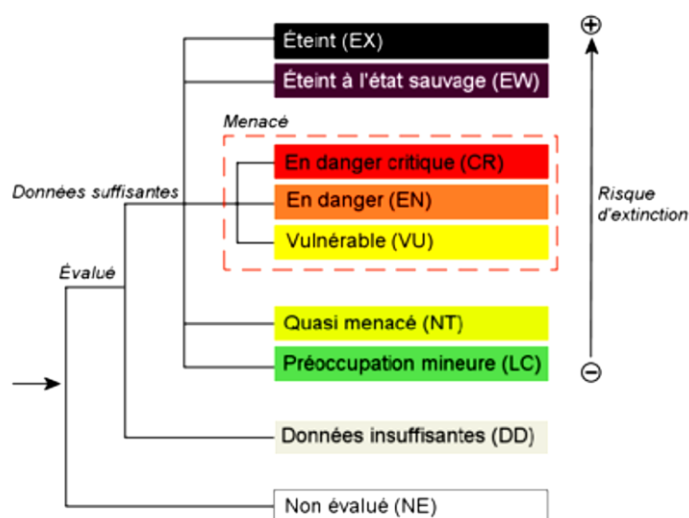 Éteint (EX)
Éteint à l'état sauvage (EW)
Menacé
En danger critique (CR)
Données suffisantes
En danger (EN)
Risque
d'extinction
Vulnérable (VU)
Évalué
Quasi menacé (NT)
Préoccupation mineure (LC)
Données insuffisantes (DD)
Non évalué (NE)